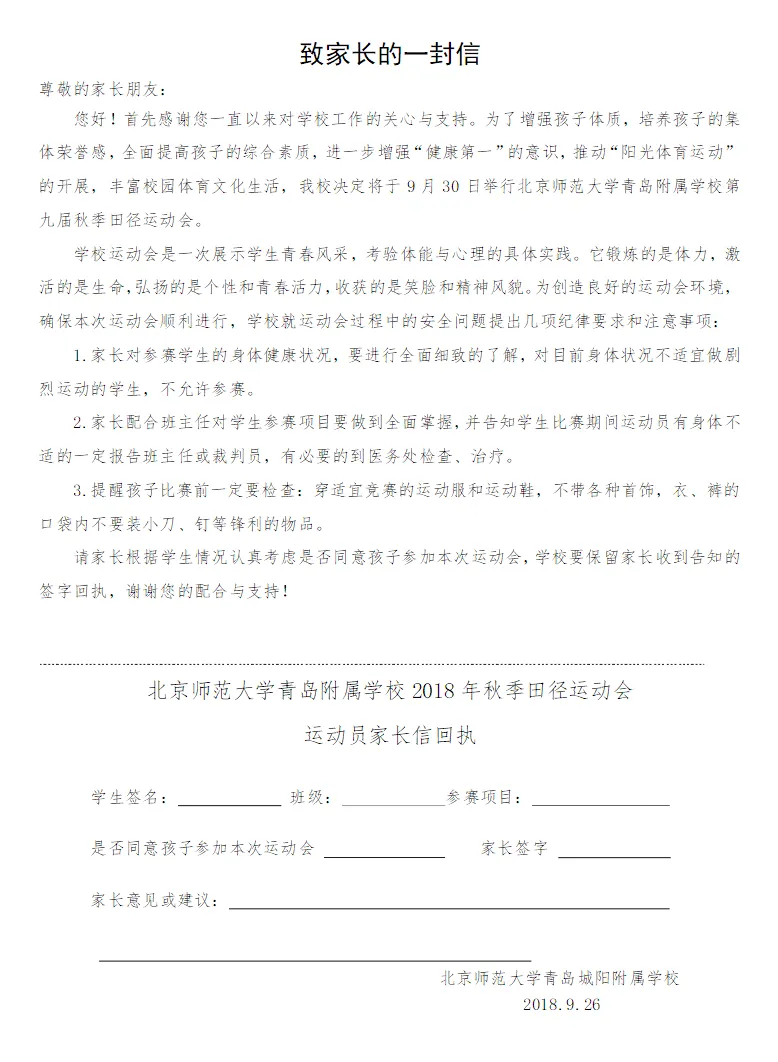 致家长的一封信
尊敬的家长朋友：
您好！首先感谢您一直以来对学校工作的关心与支持。为了增强孩子体质，培养孩子的集
体荣誉感，全面提高孩子的综合素质，进一步增强“健康第一”的意识，推动“阳光体育运动”
的开展，丰富校园体育文化生活，我校决定将于 9 月 30 日举行北京师范大学青岛附属学校第
九届秋季田径运动会。
学校运动会是一次展示学生青春风采，考验体能与心理的具体实践。它锻炼的是体力，激
活的是生命，弘扬的是个性和青春活力，收获的是笑脸和精神风貌。为创造良好的运动会环境，
确保本次运动会顺利进行，学校就运动会过程中的安全问题提出几项纪律要求和注意事项：
1.家长对参赛学生的身体健康状况，要进行全面细致的了解，对目前身体状况不适宜做剧
烈运动的学生，不允许参赛。
2.家长配合班主任对学生参赛项目要做到全面掌握，并告知学生比赛期间运动员有身体不
适的一定报告班主任或裁判员，有必要的到医务处检查、治疗。
3.提醒孩子比赛前一定要检查：穿适宜竞赛的运动服和运动鞋，不带各种首饰，衣、裤的
口袋内不要装小刀、钉等锋利的物品。
请家长根据学生情况认真考虑是否同意孩子参加本次运动会，学校要保留家长收到告知的
签字回执，谢谢您的配合与支持！
北京师范大学青岛附属学校 2018 年秋季田径运动会
运动员家长信回执
学生签名： 班级： 参赛项目：
是否同意孩子参加本次运动会 家长签字
家长意见或建议：
北京师范大学青岛城阳附属学校
2018.9.26